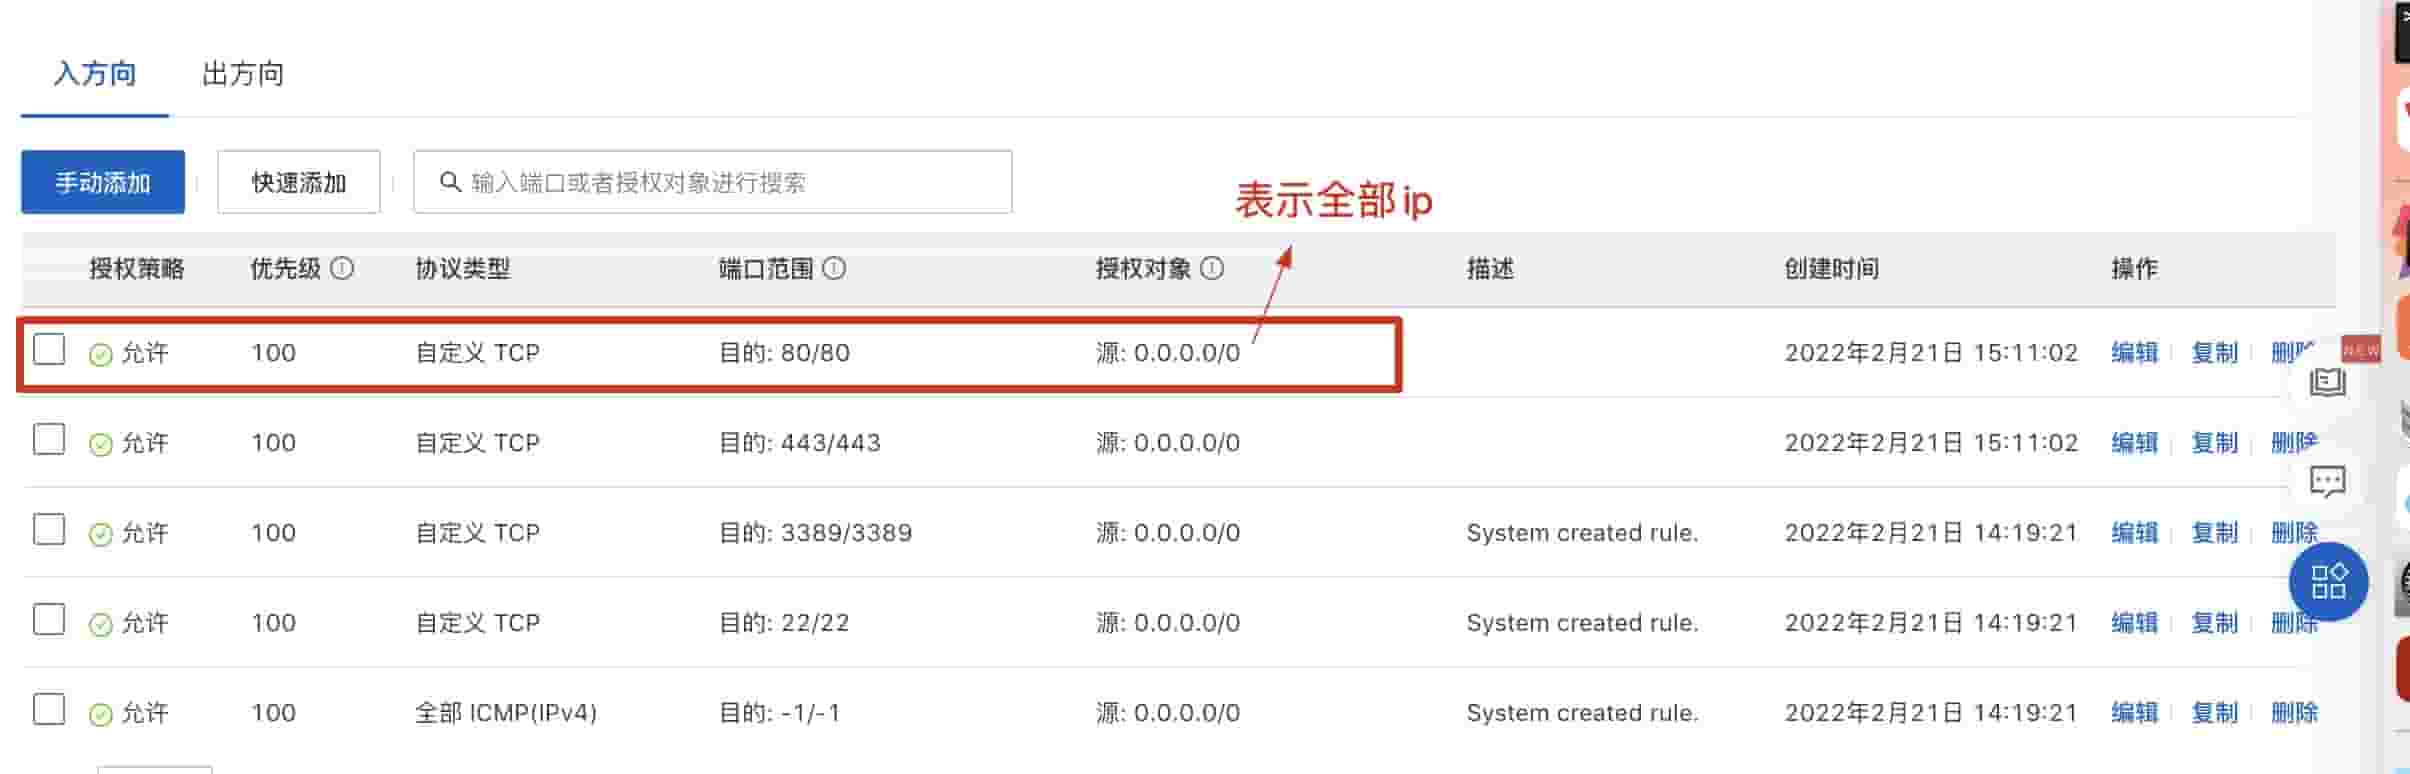 入方向 出方向
手动添加 快速添加 输入端口或者授权对象进行搜索
表示全部ip
授权策略 优先级 协议类型 端口范围 授权对象 描述 创建时间 操作
允许 100 自定义 TCP 目的: 80/80 源: 0.0.0.0/0 2022年2月21日 15:11:02 编辑 复制 删除
NEW
允许 100 自定义 TCP 目的: 443/443 源: 0.0.0.0/0 2022年2月21日 15:11:02 编辑 复制 删除
允许 100 自定义 TCP 目的: 3389/3389 源: 0.0.0.0/0 System created rule. 2022年2月21日 14:19:21 编辑 复制 删除
允许 100 自定义 TCP 目的: 22/22 源: 0.0.0.0/0 System created rule. 2022年2月21日 14:19:21 编辑 复制 删除
允许 100 全部 ICMP(IPv4) 目的: -1/-1 源: 0.0.0.0/0 System created rule. 2022年2月21日 14:19:21 编辑 复制 删除